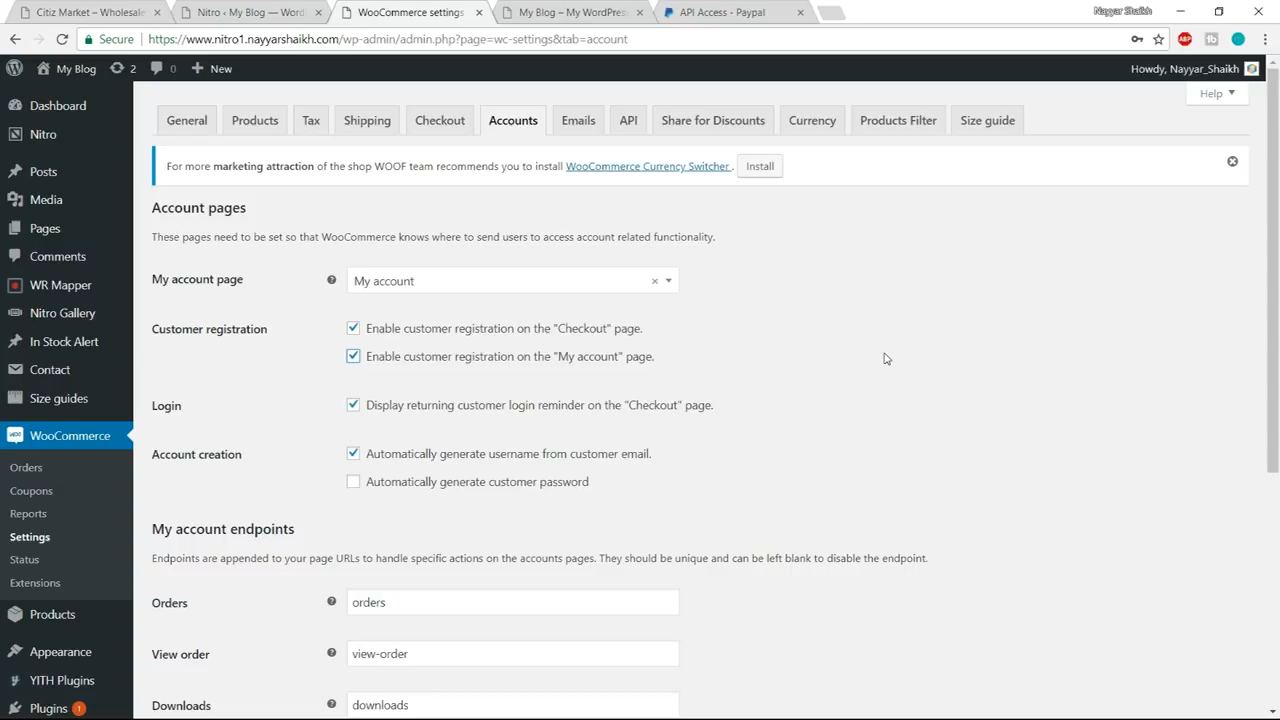 Citiz Market – Wholesale
Nitro ‹ My Blog — Word
WooCommerce settings
My Blog – My WordPress
API Access - Paypal
Nayyar Shaikh
Secure
https://www.nitro1.nayyarshaikh.com/wp-admin/admin.php?page=wc-settings&tab=account
ABP
My Blog
2
0
New
Howdy, Nayyar_Shaikh
Help
Dashboard
Nitro
Posts
Media
Pages
Comments
WR Mapper
Nitro Gallery
In Stock Alert
Contact
Size guides
WooCommerce
Orders
Coupons
Reports
Settings
Status
Extensions
Products
Appearance
YITH Plugins
Plugins 1
General
Products
Tax
Shipping
Checkout
Accounts
Emails
API
Share for Discounts
Currency
Products Filter
Size guide
For more marketing attraction of the shop WOOF team recommends you to install WooCommerce Currency Switcher . Install
Account pages
These pages need to be set so that WooCommerce knows where to send users to access account related functionality.
My account page
My account
Customer registration
Enable customer registration on the "Checkout" page.
Enable customer registration on the "My account" page.
Login
Display returning customer login reminder on the "Checkout" page.
Account creation
Automatically generate username from customer email.
Automatically generate customer password
My account endpoints
Endpoints are appended to your page URLs to handle specific actions on the accounts pages. They should be unique and can be left blank to disable the endpoint.
Orders
orders
View order
view-order
Downloads
downloads